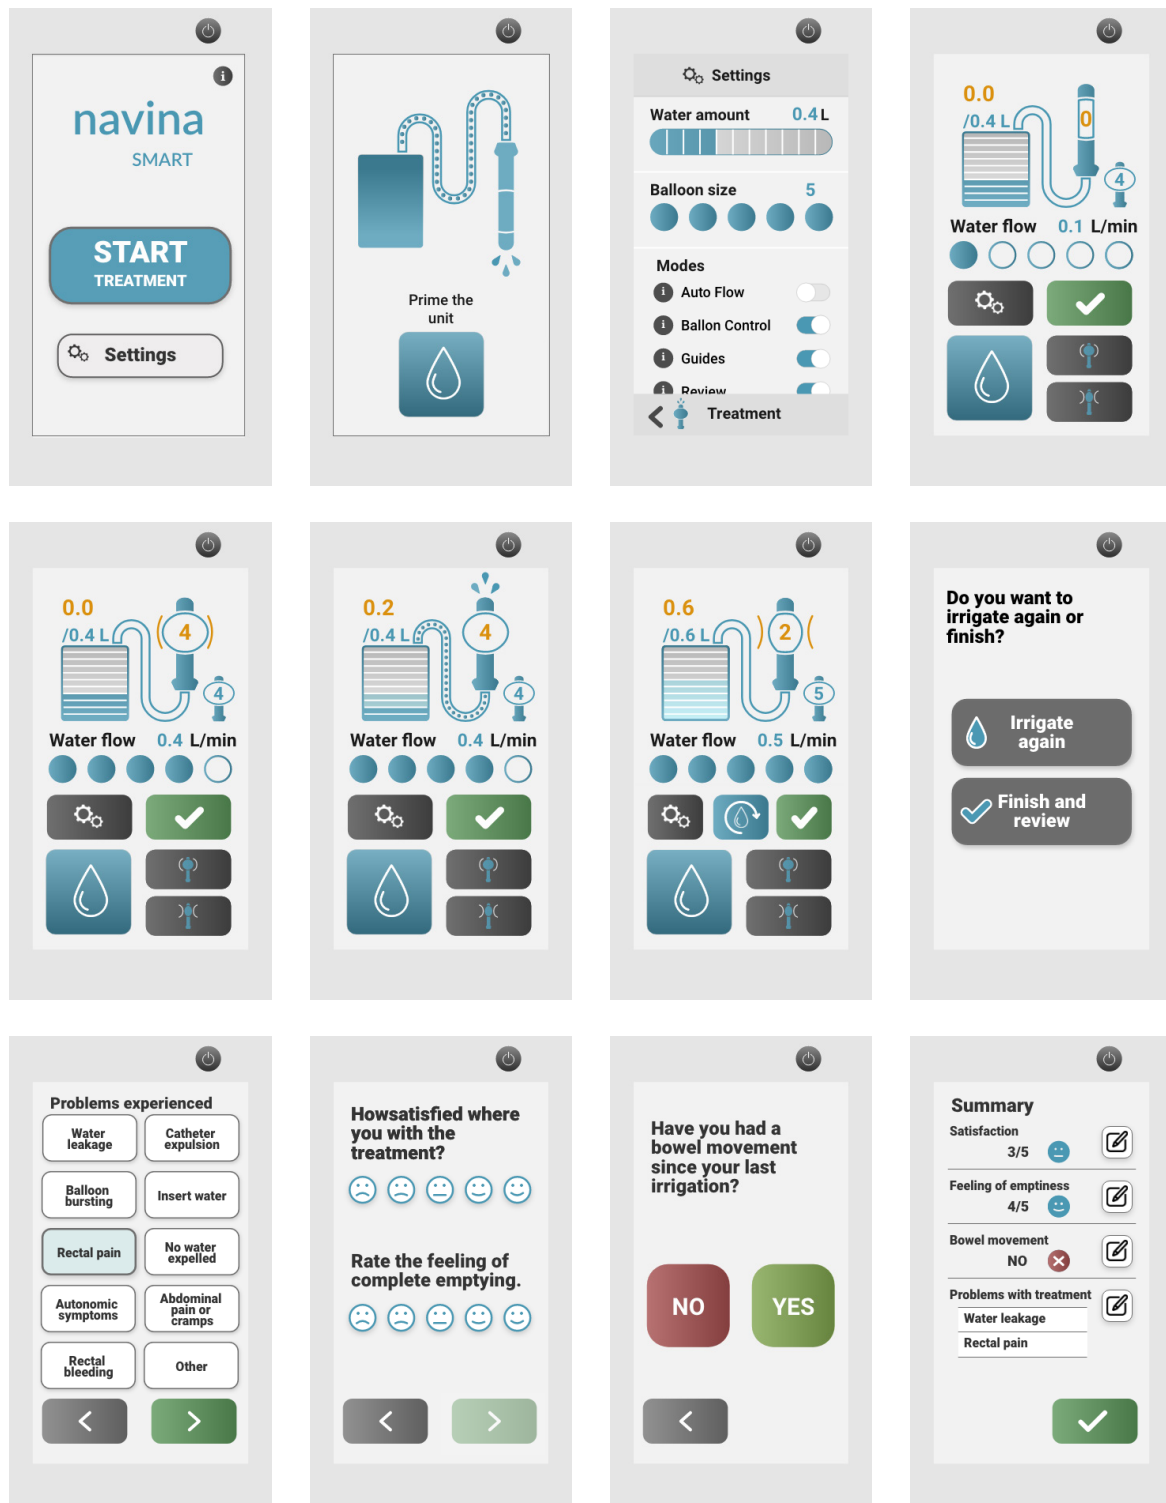 navina
SMART
START
TREATMENT
Settings
Prime the
unit
Settings
Water amount 0.4 L
Balloon size 5
Modes
Auto Flow
Ballon Control
Guides
Review
Treatment
0.0
/0.4 L
0
4
Water flow 0.1 L/min
0.0
/0.4 L
4
4
Water flow 0.4 L/min
0.2
/0.4 L
4
4
Water flow 0.4 L/min
0.6
/0.6 L
2
5
Water flow 0.5 L/min
Do you want to
irrigate again or
finish?
Irrigate
again
Finish and
review
Problems experienced
Water
leakage
Catheter
expulsion
Balloon
bursting
Insert water
Rectal pain
No water
expelled
Autonomic
symptoms
Abdominal
pain or
cramps
Rectal
bleeding
Other
Howsatisfied where
you with the
treatment?
Rate the feeling of
complete emptying.
Have you had a
bowel movement
since your last
irrigation?
NO
YES
Summary
Satisfaction
3/5
Feeling of emptiness
4/5
Bowel movement
NO
Problems with treatment
Water leakage
Rectal pain